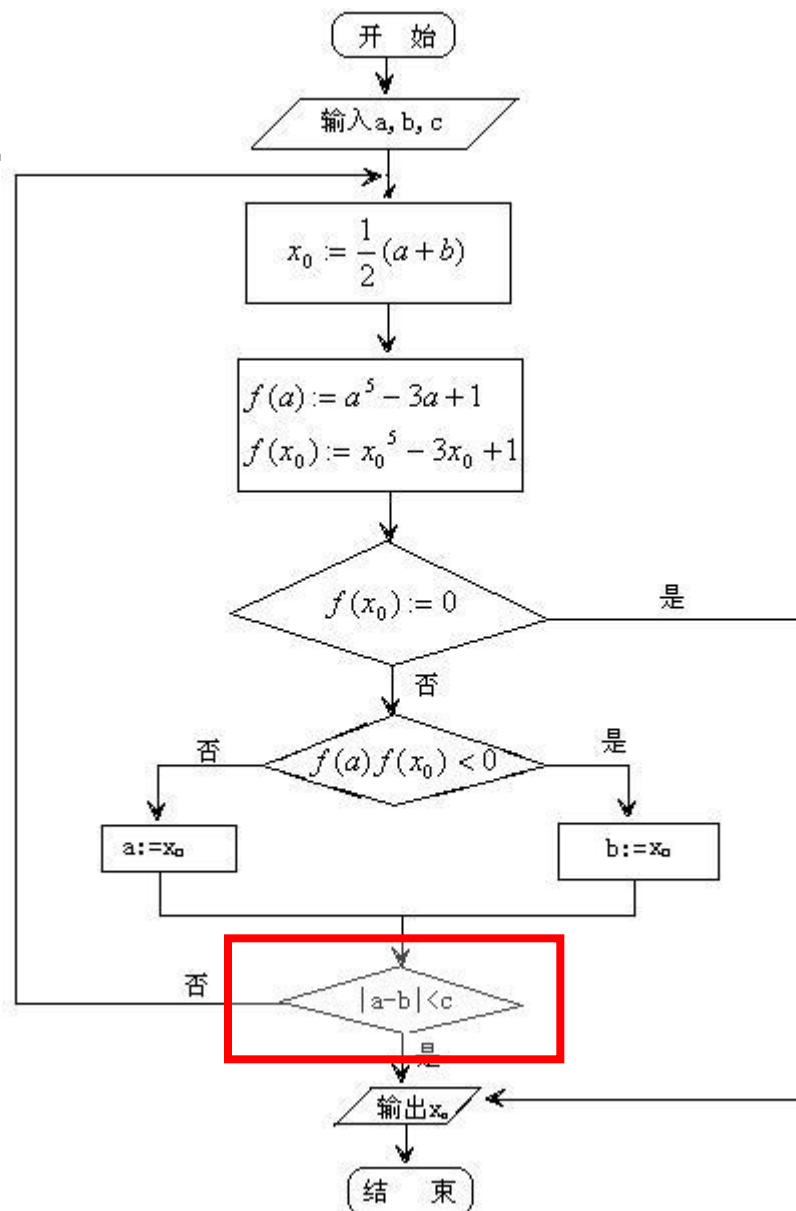 开 始
输入a,b,c
x₀ := 1/2 (a+b)
f(a) := a⁵ − 3a + 1
f(x₀) := x₀⁵ − 3x₀ + 1
f(x₀) := 0
是
否
f(a)f(x₀) < 0
否
是
a:=x₀
b:=x₀
|a-b|<c
否
是
输出x₀
结 束